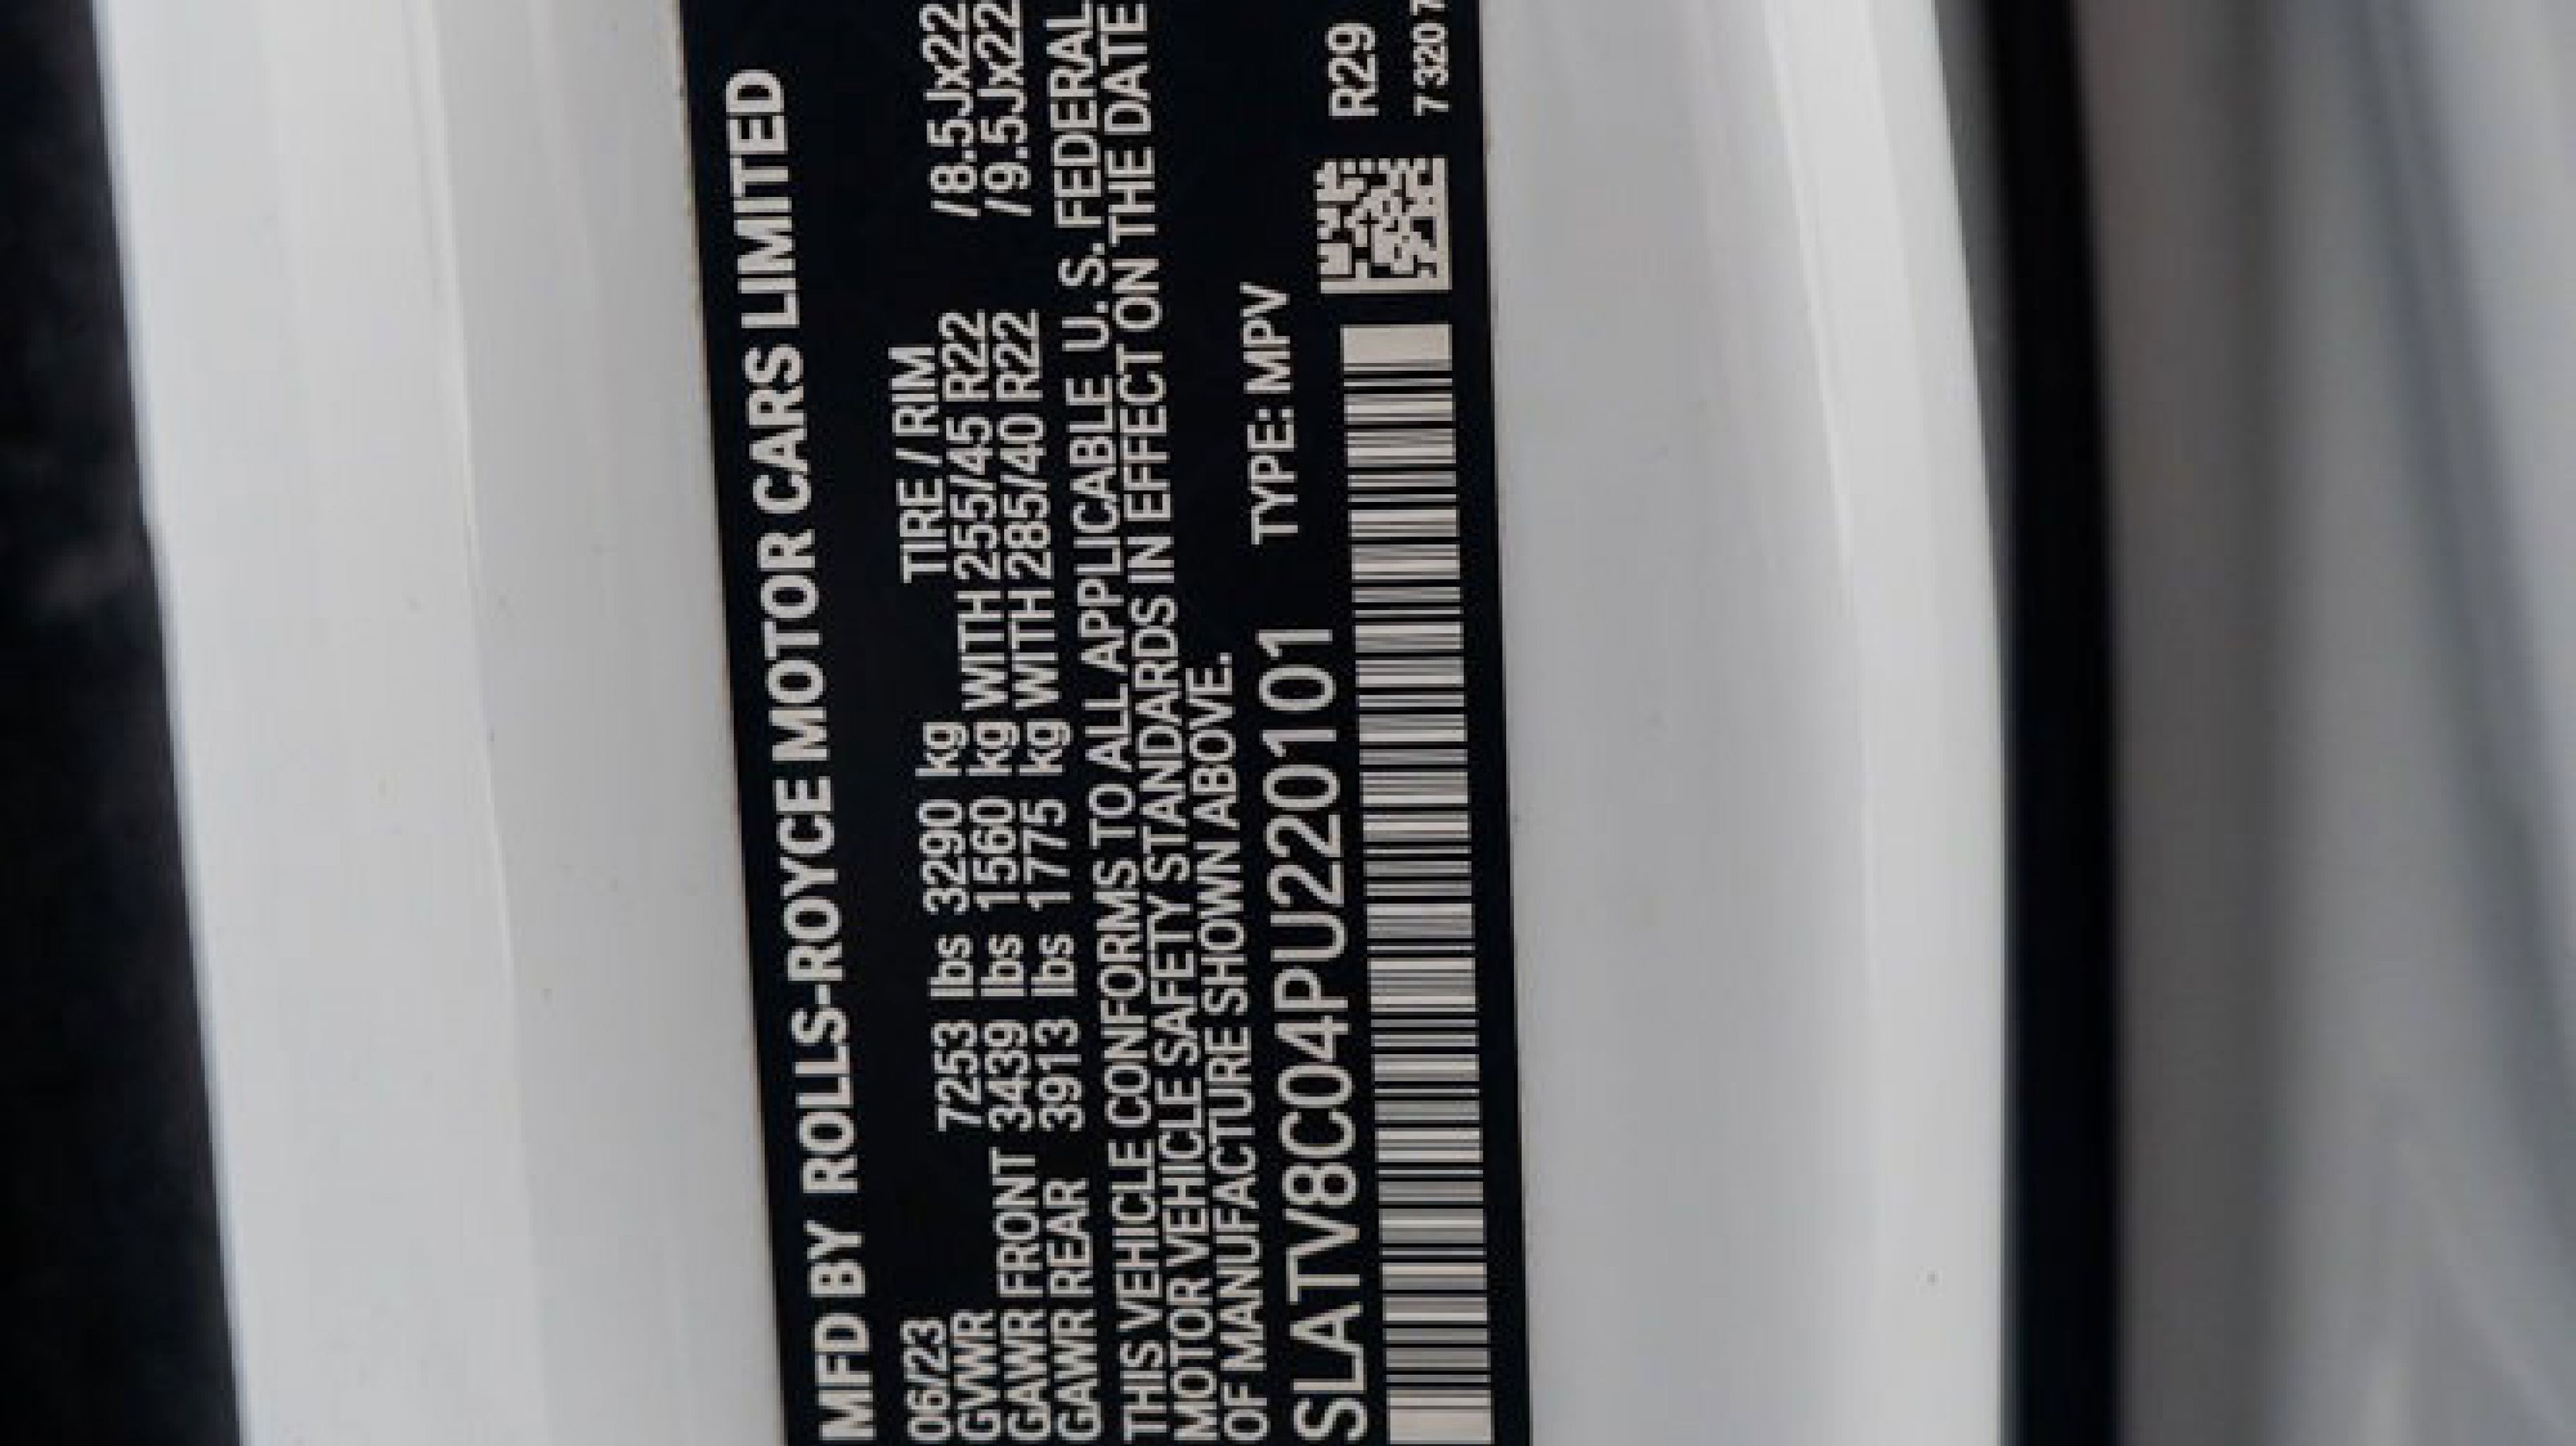 MFD BY ROLLS-ROYCE MOTOR CARS LIMITED
06/23 TIRE / RIM
GVWR 7253 lbs 3290 kg
GAWR FRONT 3439 lbs 1560 kg WITH 255/45 R22 /8.5Jx22
GAWR REAR 3913 lbs 1775 kg WITH 285/40 R22 /9.5Jx22
THIS VEHICLE CONFORMS TO ALL APPLICABLE U.S. FEDERAL
MOTOR VEHICLE SAFETY STANDARDS IN EFFECT ON THE DATE
OF MANUFACTURE SHOWN ABOVE.
SLATV8C04PU220101 TYPE: MPV
R29
7 320 7